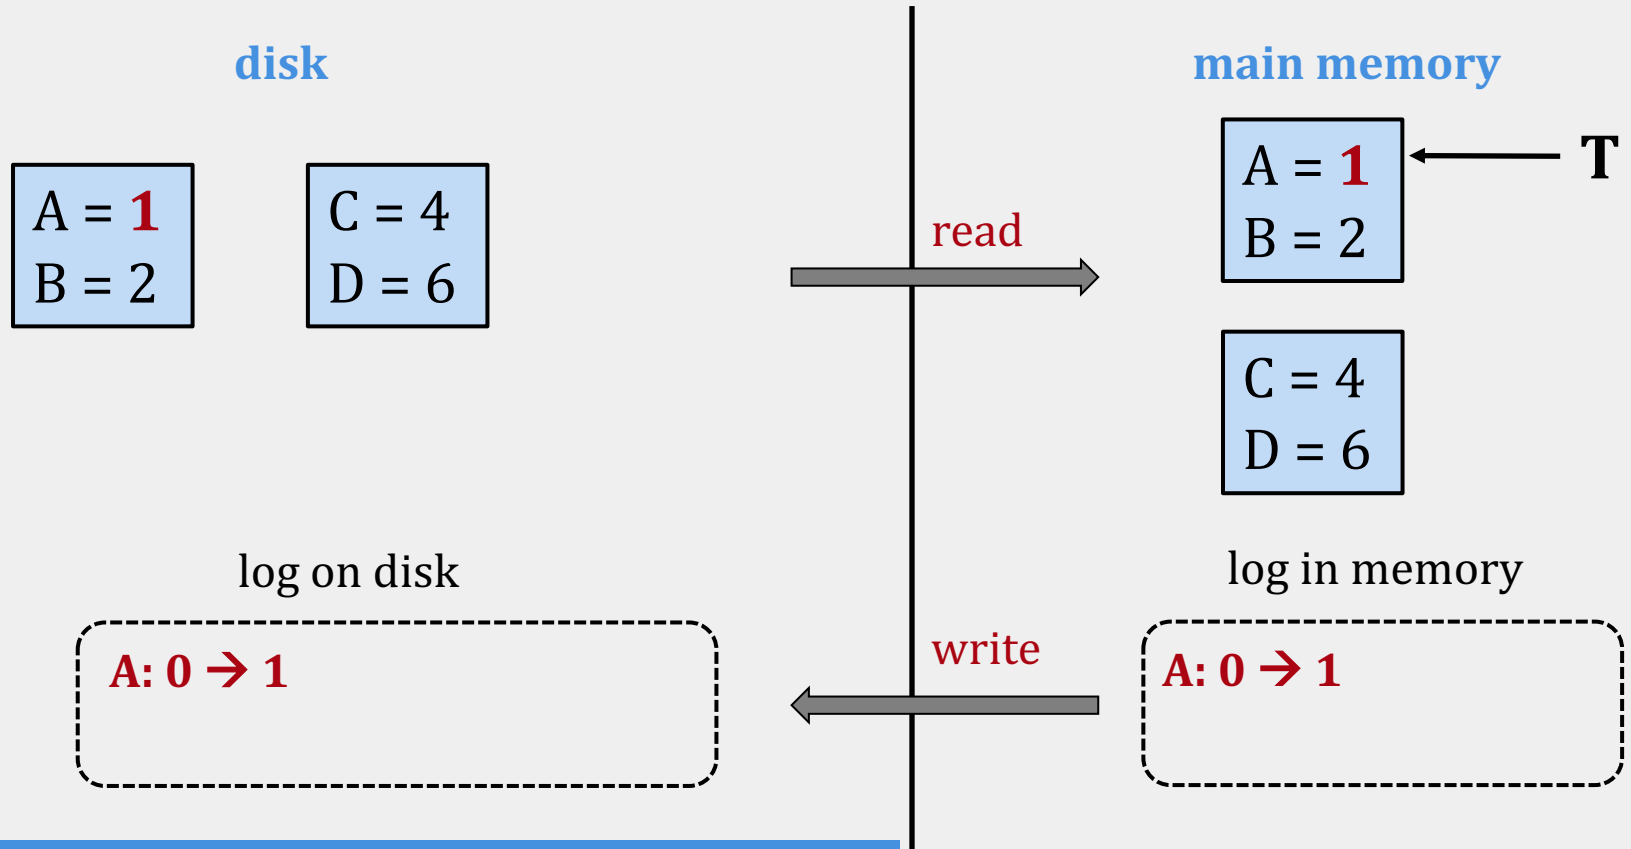 disk
main memory
A = 1
B = 2
C = 4
D = 6
read
A = 1
B = 2
T
C = 4
D = 6
log on disk
log in memory
A: 0 → 1
write
A: 0 → 1